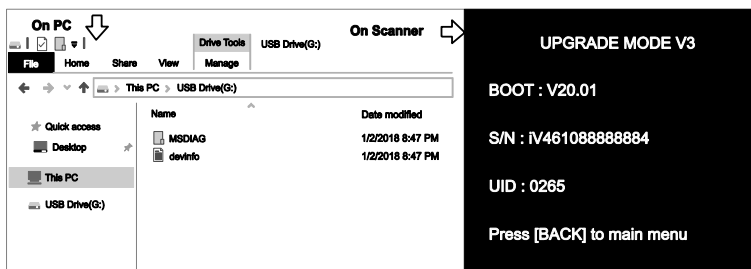 On PC
On Scanner
Drive Tools
USB Drive(G:)
File Home Share View Manage
This PC > USB Drive(G:)
Name Date modified
Quick access
Desktop
This PC
USB Drive(G:)
MSDIAG 1/2/2018 8:47 PM
devinfo 1/2/2018 8:47 PM
UPGRADE MODE V3
BOOT : V20.01
S/N : iV461088888884
UID : 0265
Press [BACK] to main menu